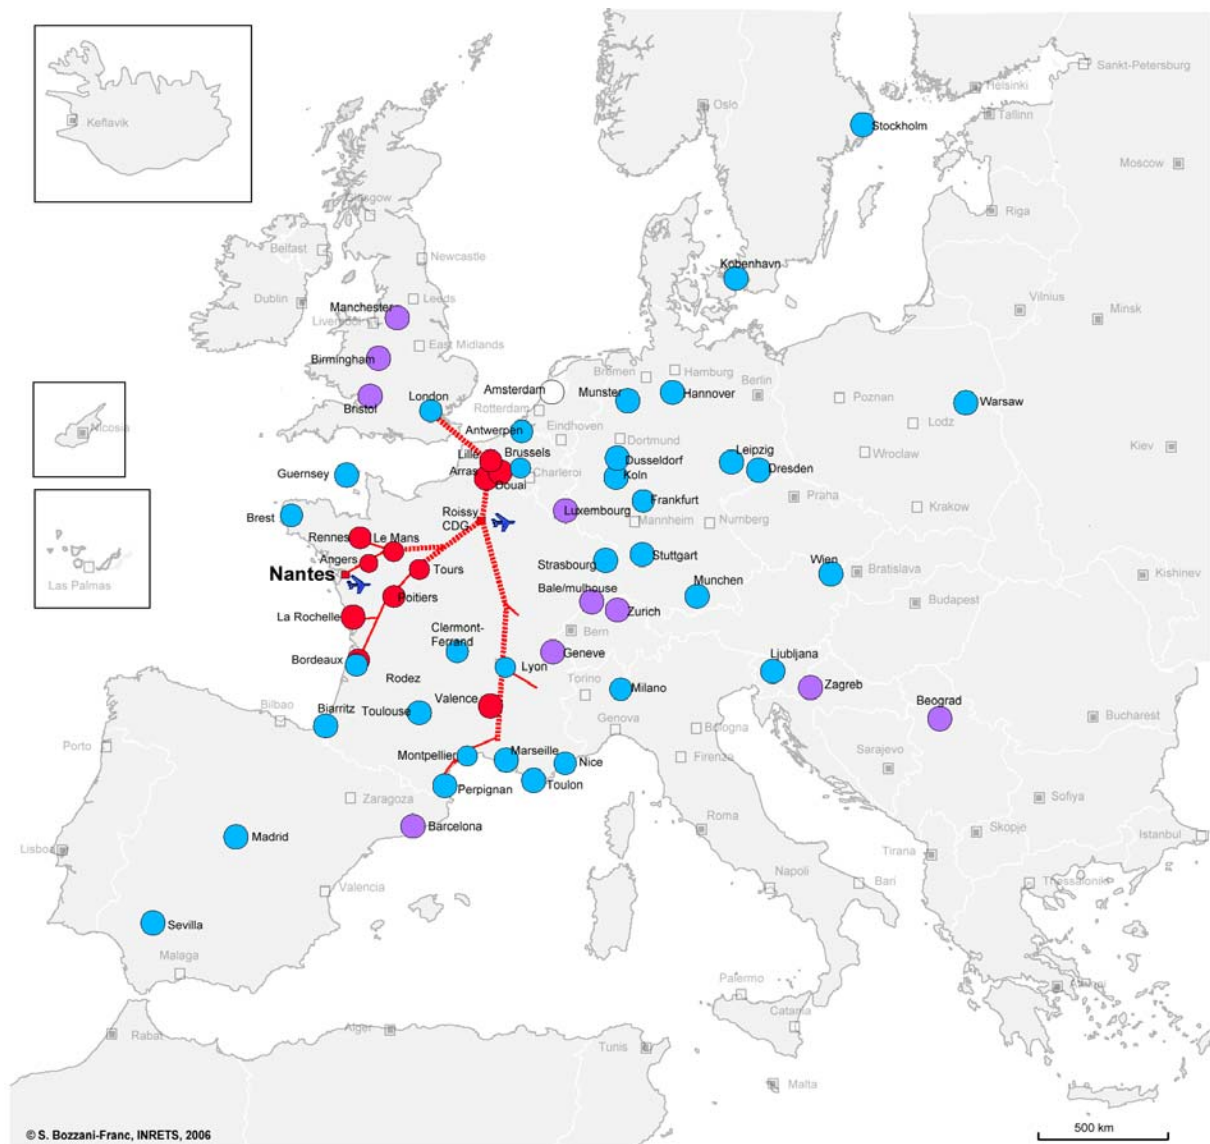 Sankt-Petersburg
Helsinki
Oslo
Tallinn
Keflavik
Stockholm
Moscow
Glasgow
Riga
Belfast
Newcastle
København
Dublin
Leeds
Manchester
Vilnius
Minsk
Liverpool
East Midlands
Birmingham
Bremen
Hamburg
Berlin
Amsterdam
Munster
Hannover
Poznan
Warsaw
Bristol
London
Rotterdam
Nicosia
Antwerpen
Eindhoven
Dortmund
Lodz
Kiev
Lille
Brussels
Dusseldorf
Leipzig
Wroclaw
Guernsey
Arras
Charleroi
Koln
Dresden
Douai
Praha
Frankfurt
Krakow
Brest
Roissy
CDG
Luxembourg
Mannheim
Nurnberg
Rennes
Le Mans
Angers
Tours
Strasbourg
Stuttgart
Wien
Bratislava
Nantes
Kishinev
Las Palmas
Munchen
Bale/mulhouse
Poitiers
Zurich
Budapest
La Rochelle
Clermont-
Ferrand
Bern
Bordeaux
Geneve
Ljubljana
Lyon
Rodez
Torino
Milano
Zagreb
Valence
Beograd
Bilbao
Biarritz
Toulouse
Genova
Bologna
Bucharest
Porto
Montpellier
Marseille
Nice
Firenze
Sarajevo
Perpignan
Toulon
Zaragoza
Sofiya
Barcelona
Roma
Skopje
Istanbul
Madrid
Lisboa
Tirana
Valencia
Napoli
Bari
Thessaloniki
Sevilla
Malaga
Palermo
Catania
Rabat
Alger
Tunis
Malta
© S. Bozzani-Franc, INRETS, 2006
500 km